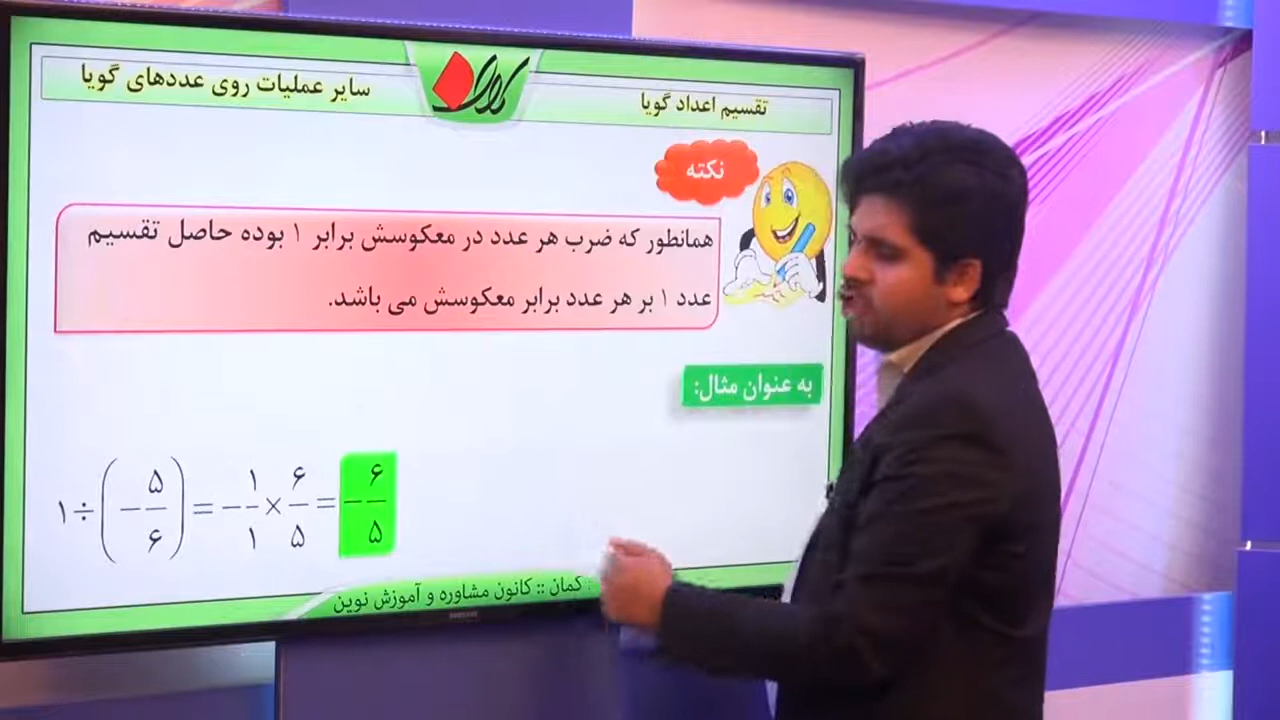 تقسیم اعداد گویا
سایر عملیات روی عددهای گویا
نکته
همانطور که ضرب هر عدد در معکوسش برابر ۱ بوده حاصل تقسیم
عدد ۱ بر هر عدد برابر معکوسش می باشد.
به عنوان مثال:
۱ ÷ (-۵/۶) = -۱/۱ × ۶/۵ = -۶/۵
کمان :: کانون مشاوره و آموزش نوین
SAMSUNG